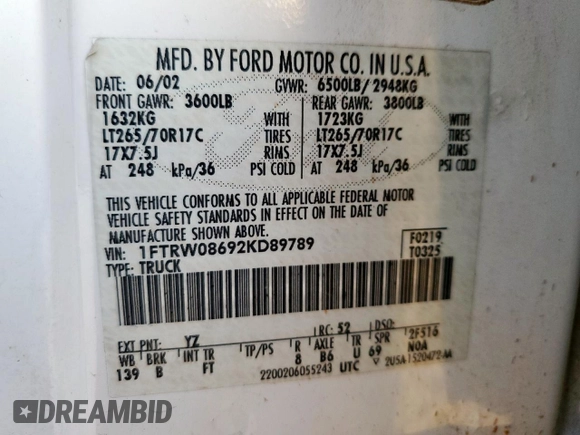 MFD. BY FORD MOTOR CO. IN U.S.A.
DATE: 06/02 GVWR: 6500LB/ 2948KG
FRONT GAWR: 3600LB REAR GAWR: 3800LB
1632KG WITH 1723KG WITH
LT265/70R17C TIRES LT265/70R17C TIRES
17X7.5J RIMS 17X7.5J RIMS
AT 248 kPa/36 PSI COLD AT 248 kPa/36 PSI COLD
THIS VEHICLE CONFORMS TO ALL APPLICABLE FEDERAL MOTOR
VEHICLE SAFETY STANDARDS IN EFFECT ON THE DATE OF
MANUFACTURE SHOWN ABOVE.
VIN: 1FTRW08692KD89789 F0219
TYPE: TRUCK T0325
EXT PNT: YZ RC: 52 DSO:
WB BRK INT TR TP/PS R AXLE TR SPR 2F516
139 B FT 8 B6 U 69 N0A
2200206055243 UTC
DREAMBID